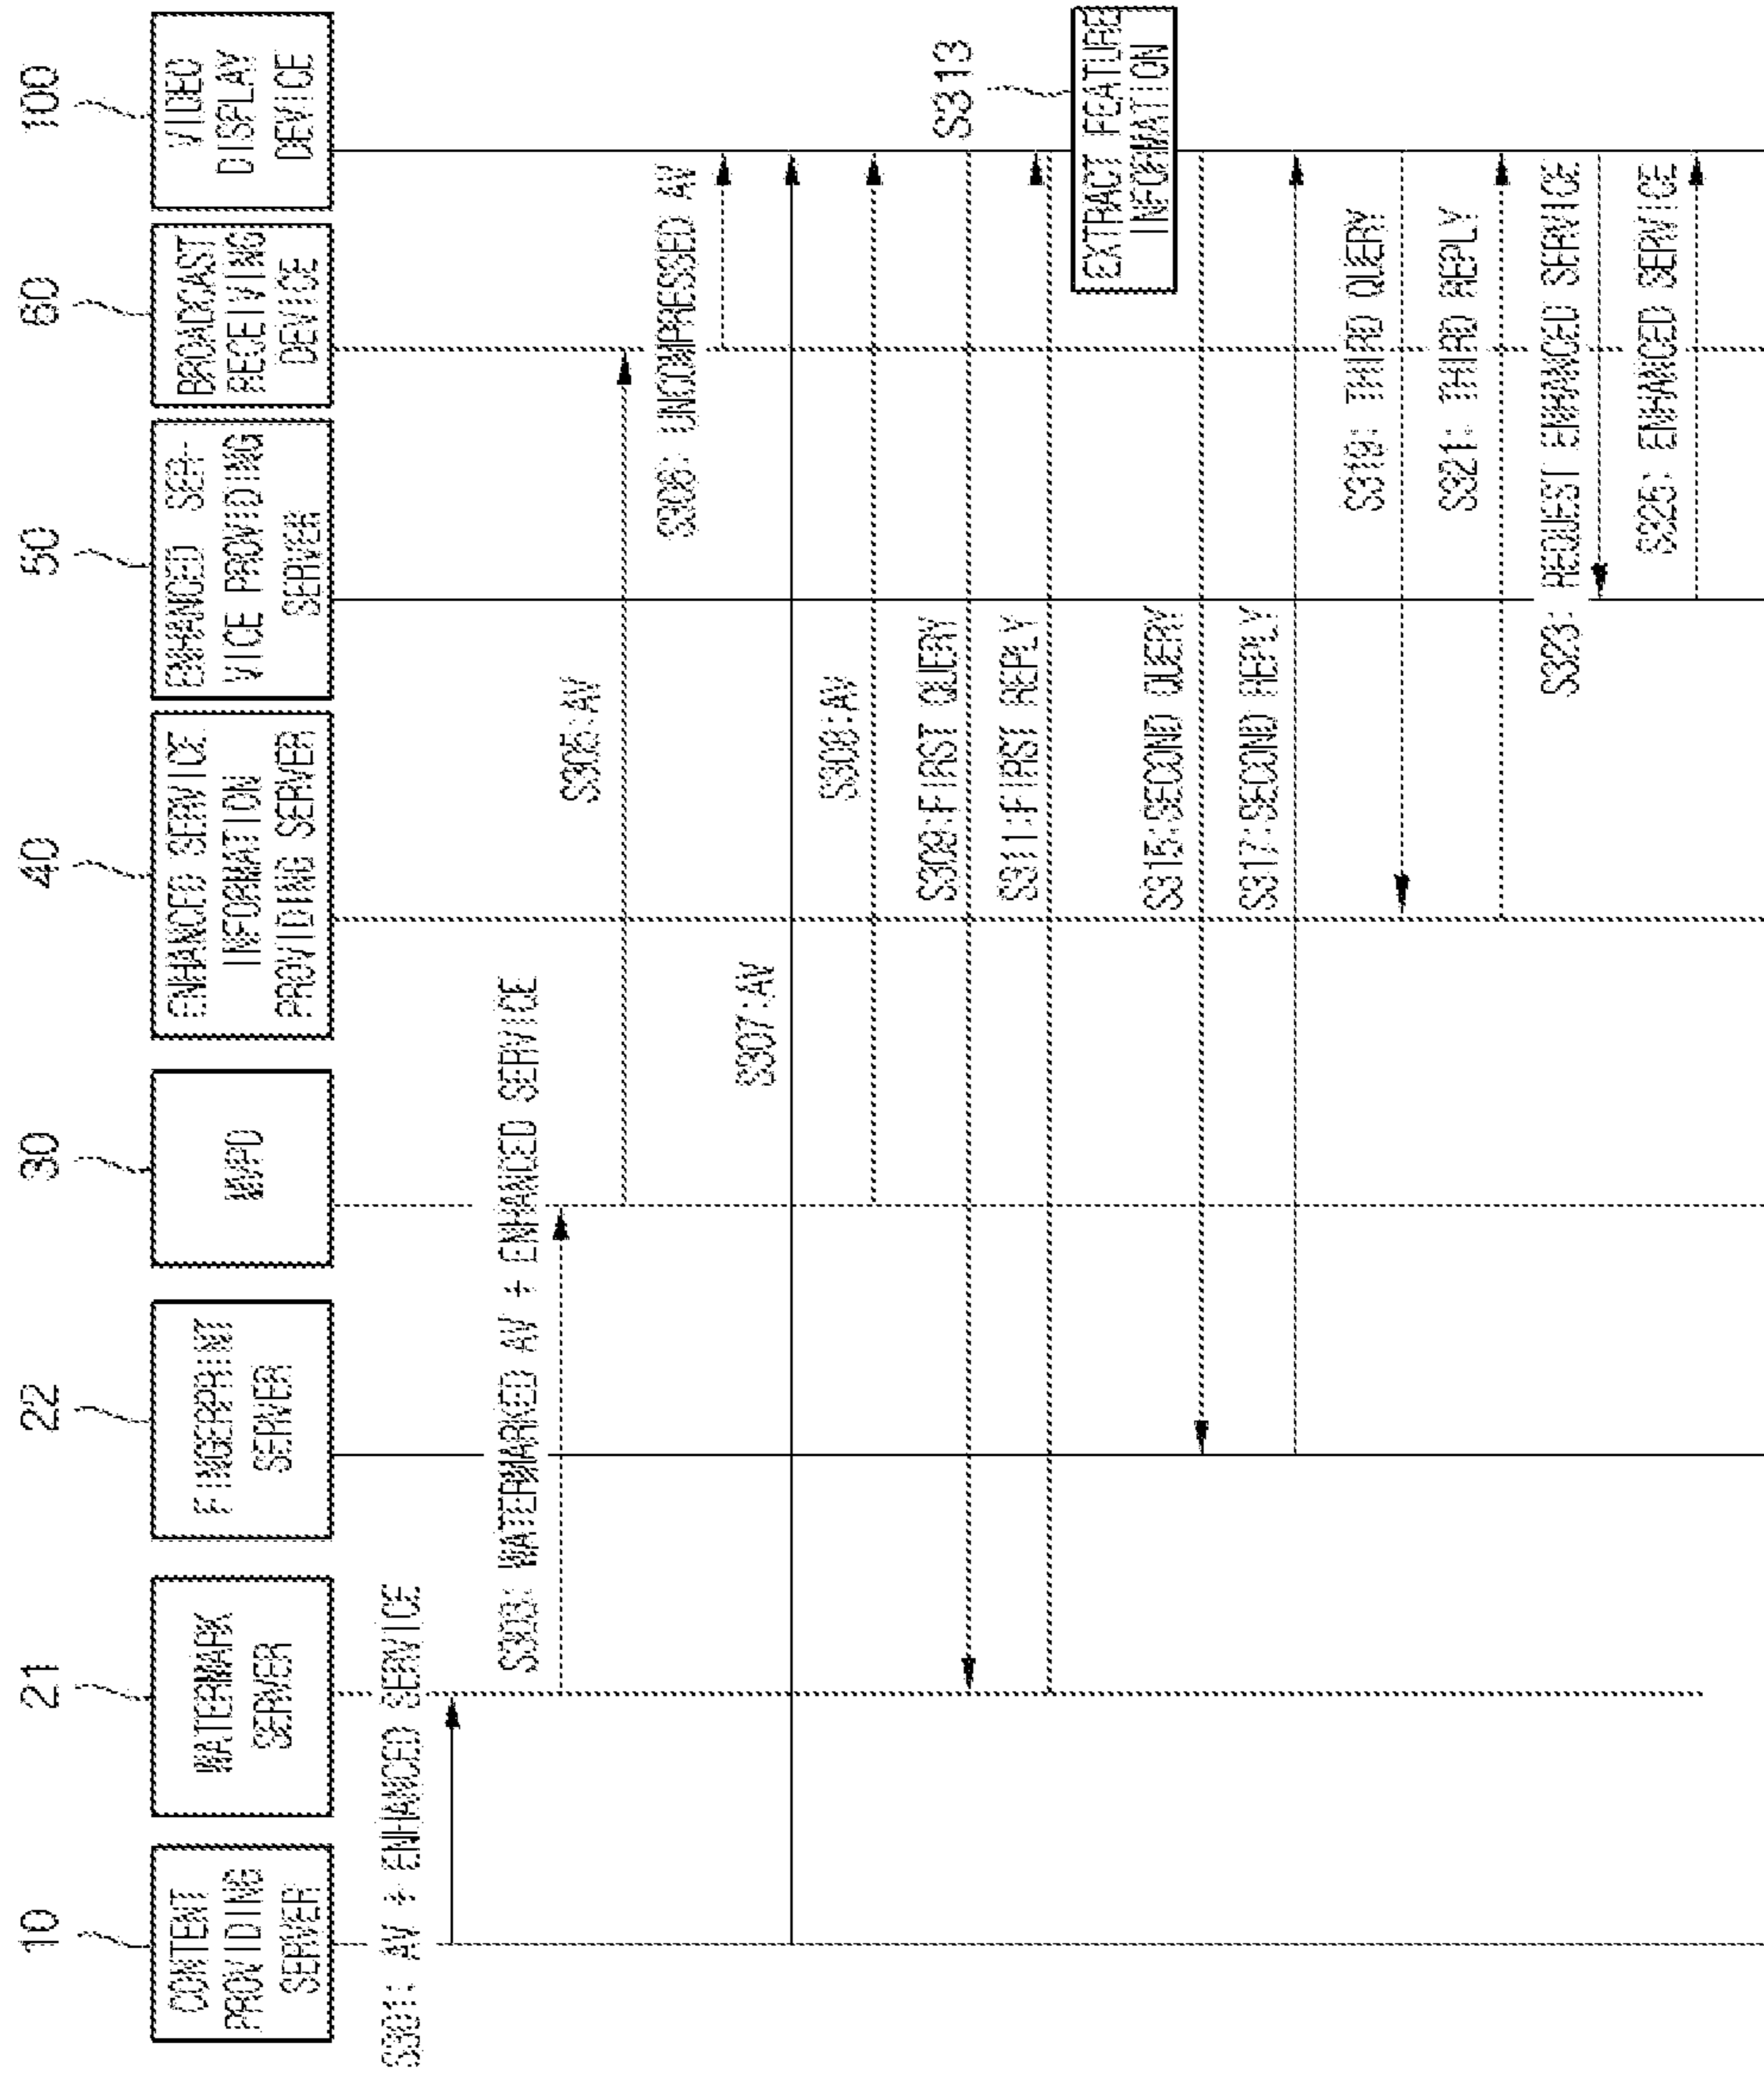 10
CONTENT
PROVIDING
SERVER
21
WATERMARK
SERVER
22
FINGERPRINT
SERVER
30
MVPD
40
ENHANCED SERVICE
INFORMATION
PROVIDING SERVER
50
ENHANCED SER-
VICE PROVIDING
SERVER
60
BROADCAST
RECEIVING
DEVICE
100
VIDEO
DISPLAY
DEVICE
S301: AV + ENHANCED SERVICE
S303: WATERMARKED AV + ENHANCED SERVICE
S305:AV
S306: UNCOMPRESSED AV
S307:AV
S308:AV
S309:FIRST QUERY
S311:FIRST REPLY
S313
EXTRACT FEATURE
INFORMATION
S315:SECOND QUERY
S317:SECOND REPLY
S319: THIRD QUERY
S321: THIRD REPLY
S323: REQUEST ENHANCED SERVICE
S325: ENHANCED SERVICE